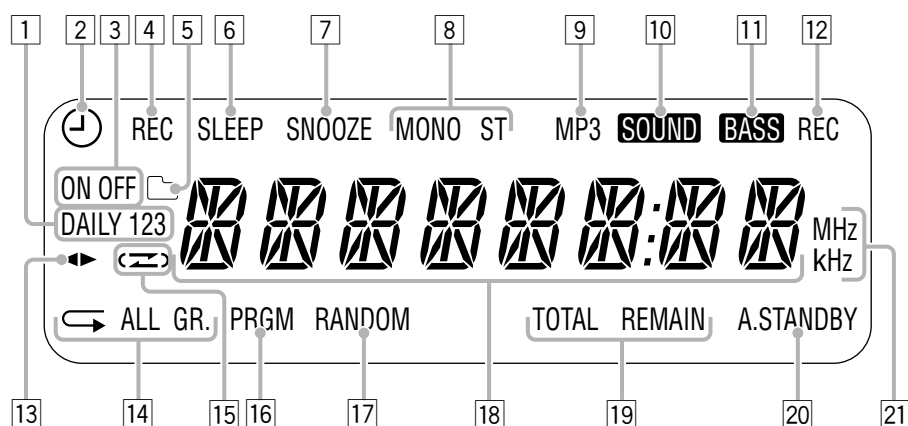 1 2 3 4 5 6 7 8 9 10 11 12
REC SLEEP SNOOZE MONO ST MP3 SOUND BASS REC
ON OFF
DAILY 123
MHz
kHz
ALL GR. PRGM RANDOM TOTAL REMAIN A.STANDBY
13 14 15 16 17 18 19 20 21